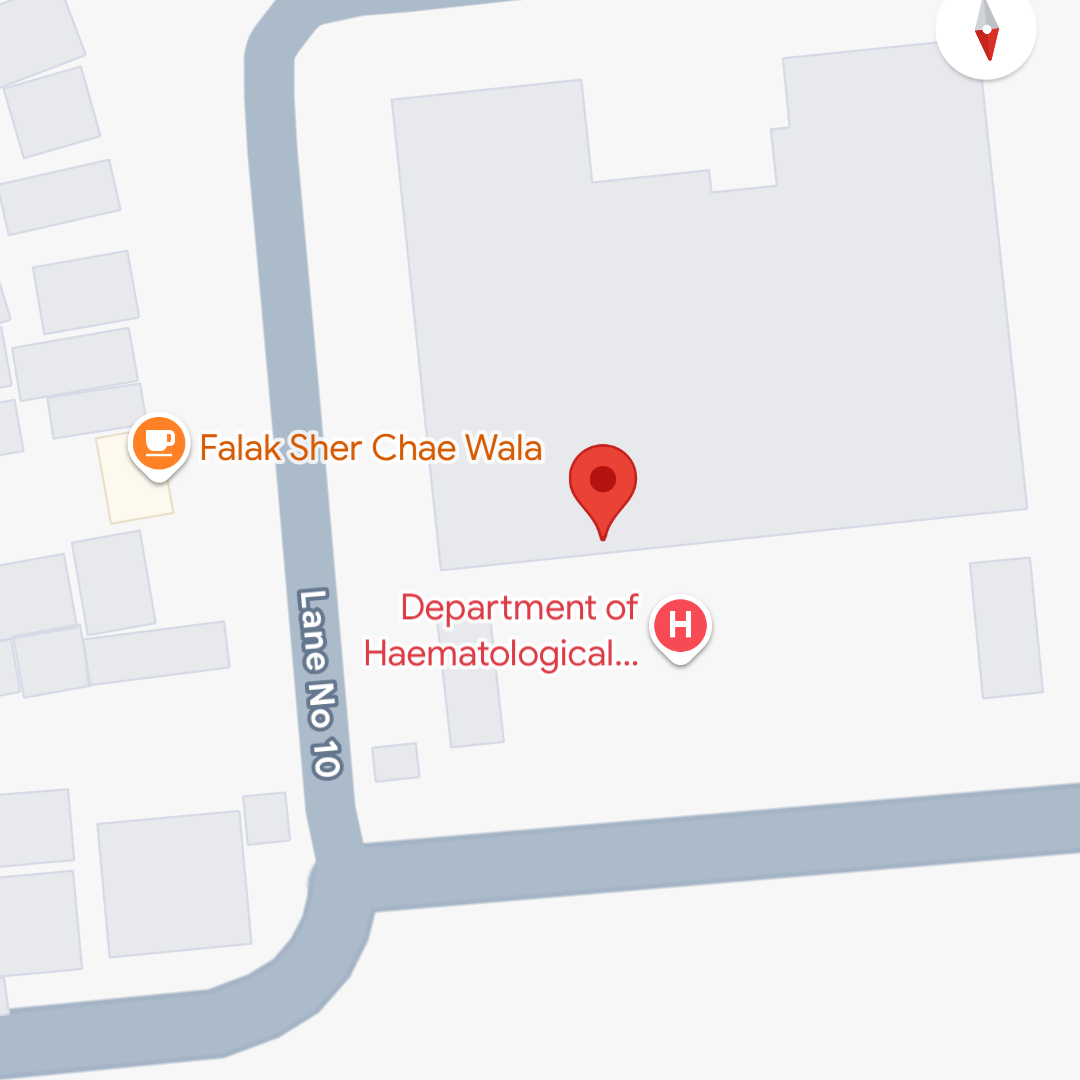 Falak Sher Chae Wala
Department of
Haematological...
H
Lane No 10